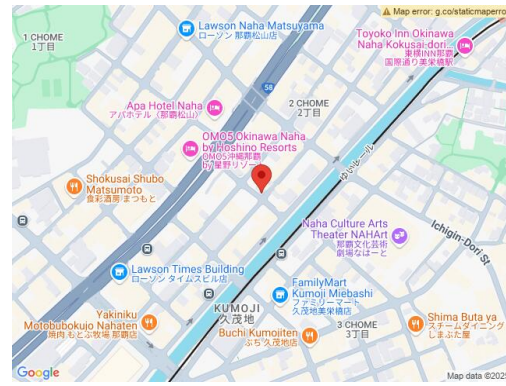 Map error: g.co/staticmaperro
Lawson Naha Matsuyama
ローソン 那覇松山店
1 CHOME
1丁目
Toyoko Inn Okinawa
Naha Kokusai-dori...
東横INN那覇
国際通り美栄橋駅
58
2 CHOME
2丁目
Apa Hotel Naha
アパホテル〈那覇松山〉
OMO5 Okinawa Naha
by Hoshino Resorts
OMO5沖縄那覇
by 星野リゾート
Shokusai Shubo
Matsumoto
食彩酒房 まつもと
Naha Culture Arts
Theater NAHArt
那覇文化芸術
劇場なはーと
Ichigin-Dori St
Lawson Times Building
ローソン タイムスビル店
FamilyMart
Kumoji Miebashi
ファミリーマート
久茂地美栄橋店
KUMOJI
久茂地
Yakiniku
Motobubokujo Nahaten
焼肉 もとぶ牧場 那覇店
Buchi Kumojiten
ぶち 久茂地店
3 CHOME
3丁目
Shima Buta ya
スチームダイニング
しまぶた屋
Google
Map data ©2025